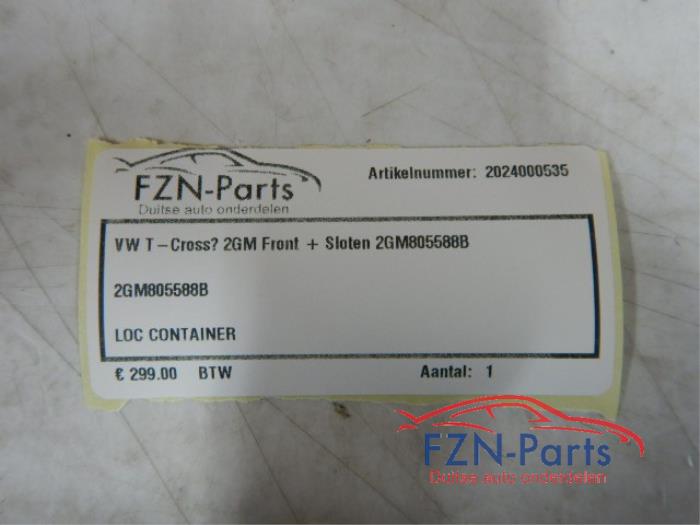 FZN-Parts
Duitse auto onderdelen
Artikelnummer: 2024000535
VW T-Cross? 2GM Front + Sloten 2GM805588B
2GM805588B
LOC CONTAINER
€ 299.00 BTW
Aantal: 1
FZN-Parts
Duitse auto onderdelen